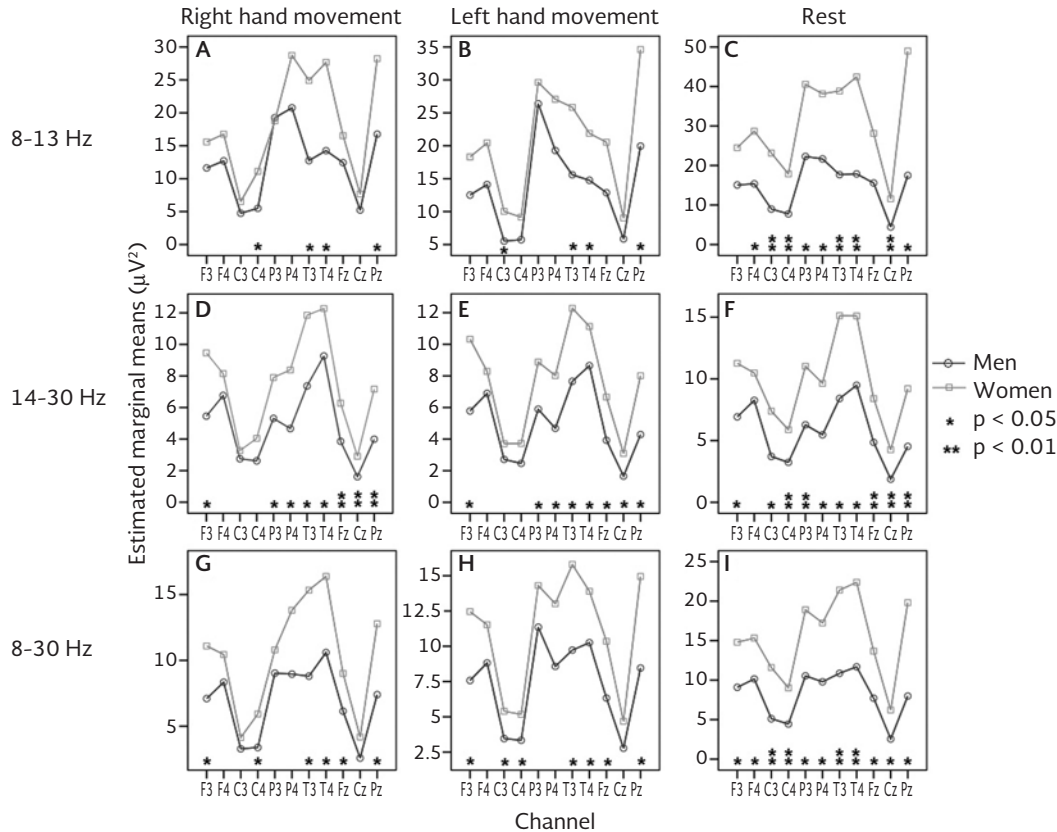 Right hand movement
Left hand movement
Rest
8-13 Hz
14-30 Hz
8-30 Hz
Estimated marginal means (μV²)
A
30
25
20
15
10
5
0
* * * *
F3 F4 C3 C4 P3 P4 T3 T4 Fz Cz Pz
B
35
30
25
20
15
10
5
* * * *
F3 F4 C3 C4 P3 P4 T3 T4 Fz Cz Pz
C
50
40
30
20
10
0
* ** ** * * ** ** ** *
F3 F4 C3 C4 P3 P4 T3 T4 Fz Cz Pz
D
12
10
8
6
4
2
0
* * * * * ** ** **
F3 F4 C3 C4 P3 P4 T3 T4 Fz Cz Pz
E
12
10
8
6
4
2
0
* * * * * * * *
F3 F4 C3 C4 P3 P4 T3 T4 Fz Cz Pz
F
15
10
5
0
* * ** ** * * * ** ** **
F3 F4 C3 C4 P3 P4 T3 T4 Fz Cz Pz
Men
Women
* p < 0.05
** p < 0.01
G
15
10
5
* * * * * *
F3 F4 C3 C4 P3 P4 T3 T4 Fz Cz Pz
H
15
12.5
10
7.5
5
2.5
* * * * * * *
F3 F4 C3 C4 P3 P4 T3 T4 Fz Cz Pz
I
25
20
15
10
5
0
* * ** ** * * ** ** * * *
F3 F4 C3 C4 P3 P4 T3 T4 Fz Cz Pz
Channel